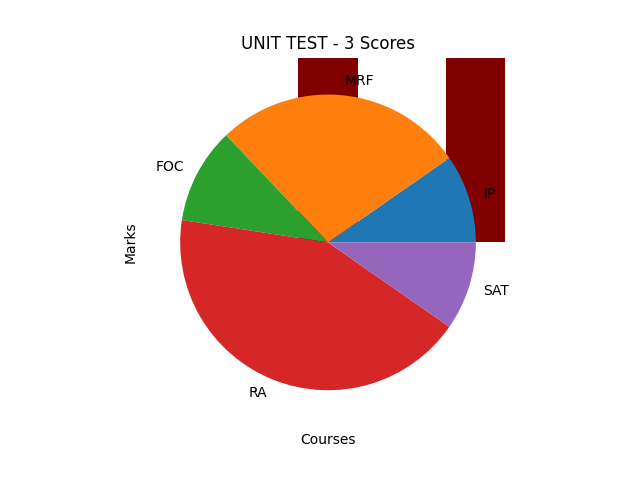 UNIT TEST - 3 Scores
MRF
FOC
IP
Marks
SAT
RA
Courses